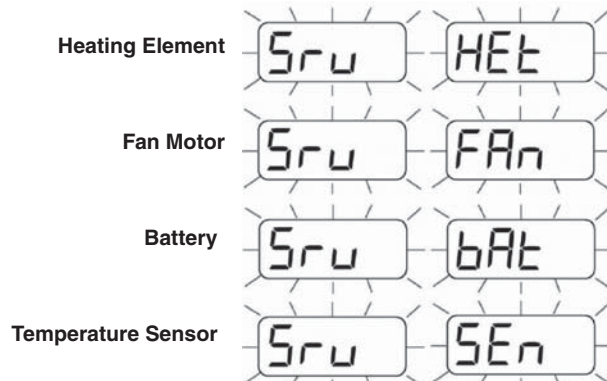 Heating Element Sru HEt
Fan Motor Sru FAn
Battery Sru bAt
Temperature Sensor Sru SEn